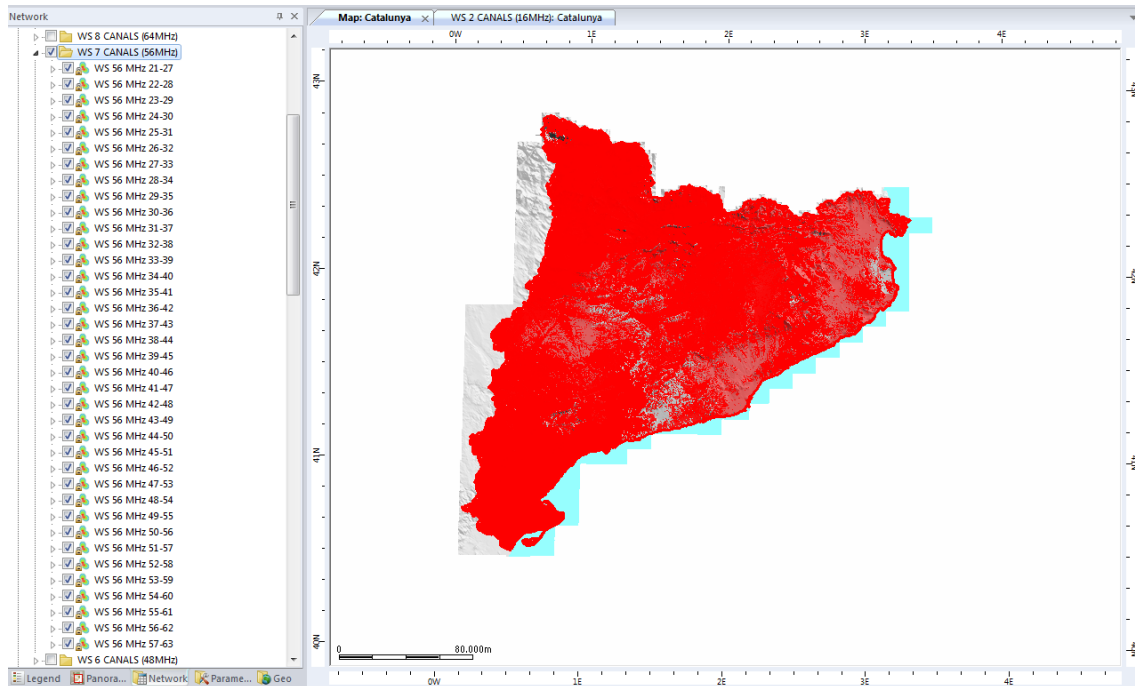 Network
Map: Catalunya
WS 2 CANALS (16MHz): Catalunya
WS 8 CANALS (64MHz)
WS 7 CANALS (56MHz)
WS 56 MHz 21-27
WS 56 MHz 22-28
WS 56 MHz 23-29
WS 56 MHz 24-30
WS 56 MHz 25-31
WS 56 MHz 26-32
WS 56 MHz 27-33
WS 56 MHz 28-34
WS 56 MHz 29-35
WS 56 MHz 30-36
WS 56 MHz 31-37
WS 56 MHz 32-38
WS 56 MHz 33-39
WS 56 MHz 34-40
WS 56 MHz 35-41
WS 56 MHz 36-42
WS 56 MHz 37-43
WS 56 MHz 38-44
WS 56 MHz 39-45
WS 56 MHz 40-46
WS 56 MHz 41-47
WS 56 MHz 42-48
WS 56 MHz 43-49
WS 56 MHz 44-50
WS 56 MHz 45-51
WS 56 MHz 46-52
WS 56 MHz 47-53
WS 56 MHz 48-54
WS 56 MHz 49-55
WS 56 MHz 50-56
WS 56 MHz 51-57
WS 56 MHz 52-58
WS 56 MHz 53-59
WS 56 MHz 54-60
WS 56 MHz 55-61
WS 56 MHz 56-62
WS 56 MHz 57-63
WS 6 CANALS (48MHz)
Legend Panora... Network Parame... Geo
0W 1E 2E 3E 4E
43N
42N
41N
40N
0 80.000m
0W 1E 2E 3E 4E